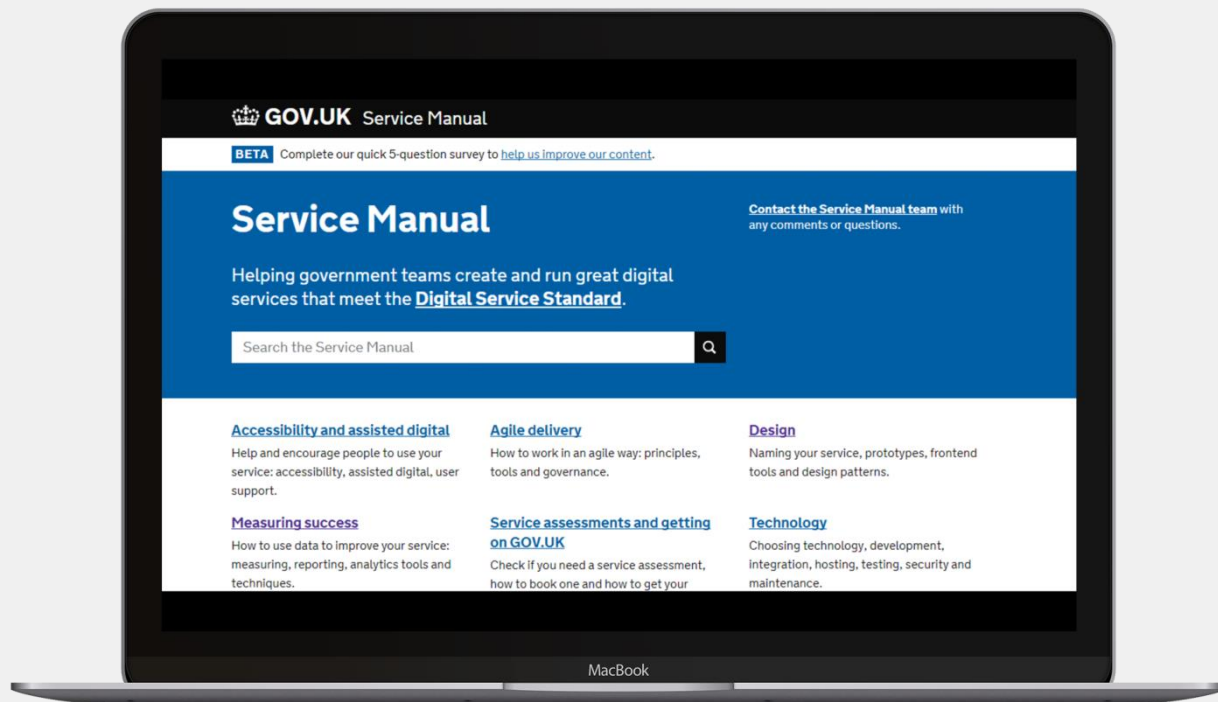 GOV.UK Service Manual
BETA Complete our quick 5-question survey to help us improve our content.
Service Manual
Contact the Service Manual team with
any comments or questions.
Helping government teams create and run great digital
services that meet the Digital Service Standard.
Search the Service Manual
Accessibility and assisted digital
Help and encourage people to use your
service: accessibility, assisted digital, user
support.
Agile delivery
How to work in an agile way: principles,
tools and governance.
Design
Naming your service, prototypes, frontend
tools and design patterns.
Measuring success
How to use data to improve your service:
measuring, reporting, analytics tools and
techniques.
Service assessments and getting
on GOV.UK
Check if you need a service assessment,
how to book one and how to get your
Technology
Choosing technology, development,
integration, hosting, testing, security and
maintenance.
MacBook